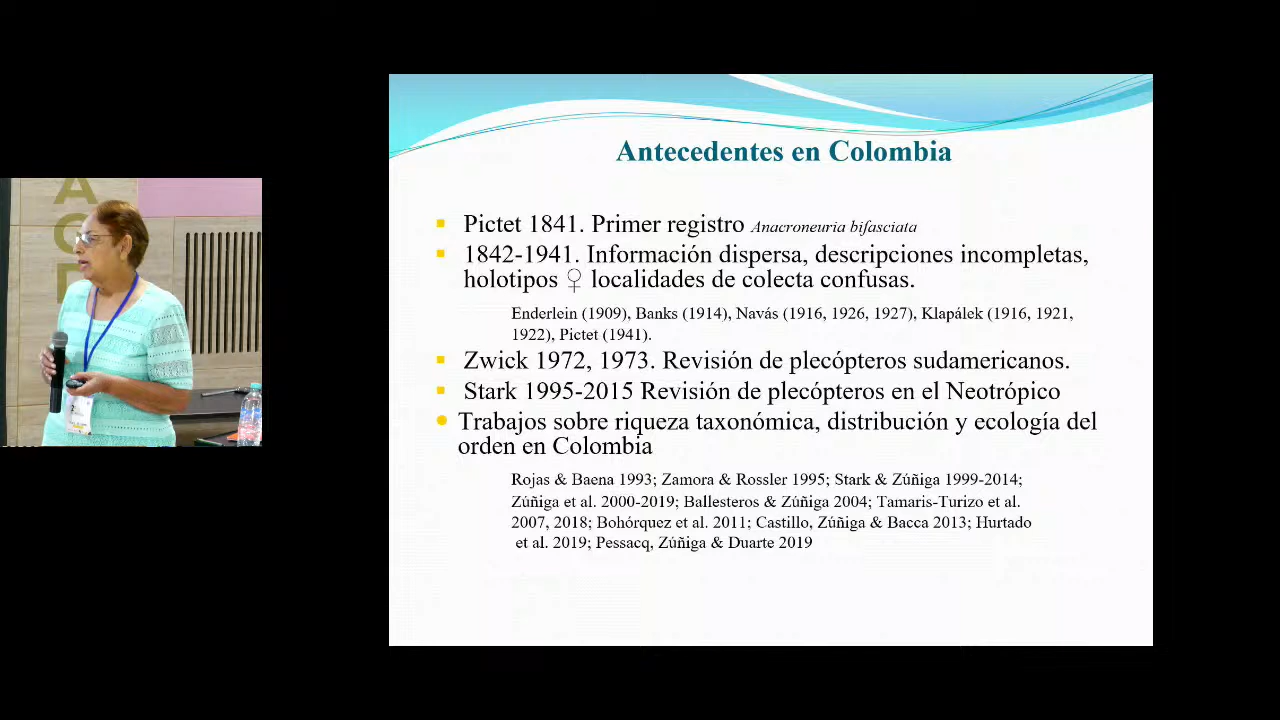 Antecedentes en Colombia
Pictet 1841. Primer registro Anacroneuria bifasciata
1842-1941. Información dispersa, descripciones incompletas,
holotipos ♀ localidades de colecta confusas.
Enderlein (1909), Banks (1914), Navás (1916, 1926, 1927), Klapálek (1916, 1921,
1922), Pictet (1941).
Zwick 1972, 1973. Revisión de plecópteros sudamericanos.
Stark 1995-2015 Revisión de plecópteros en el Neotrópico
Trabajos sobre riqueza taxonómica, distribución y ecología del
orden en Colombia
Rojas & Baena 1993; Zamora & Rossler 1995; Stark & Zúñiga 1999-2014;
Zúñiga et al. 2000-2019; Ballesteros & Zúñiga 2004; Tamaris-Turizo et al.
2007, 2018; Bohórquez et al. 2011; Castillo, Zúñiga & Bacca 2013; Hurtado
et al. 2019; Pessacq, Zúñiga & Duarte 2019